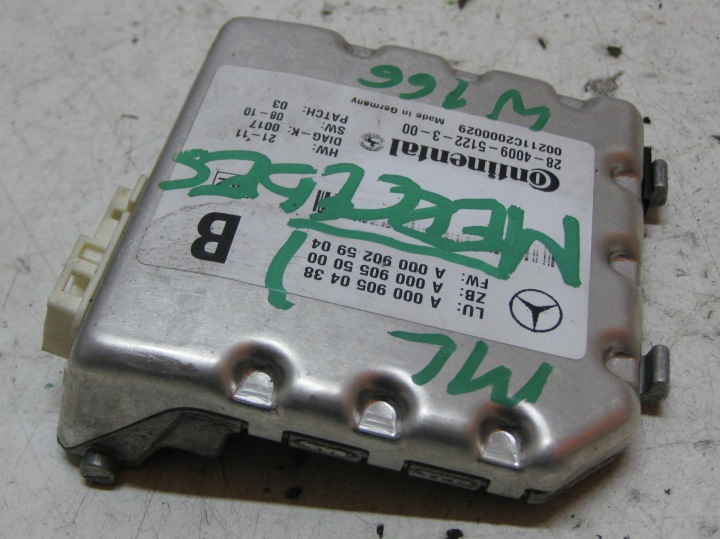 W 166
MERCEDES
ML
Continental
28-4009-5122-3-00
00211C2000029
Made in Germany
HW: 21-11
DIAG-K: 0017
SW: 08-10
PATCH: 03
B
LU: A 000 905 04 38
ZB: A 000 905 50 00
FW: A 000 902 59 04